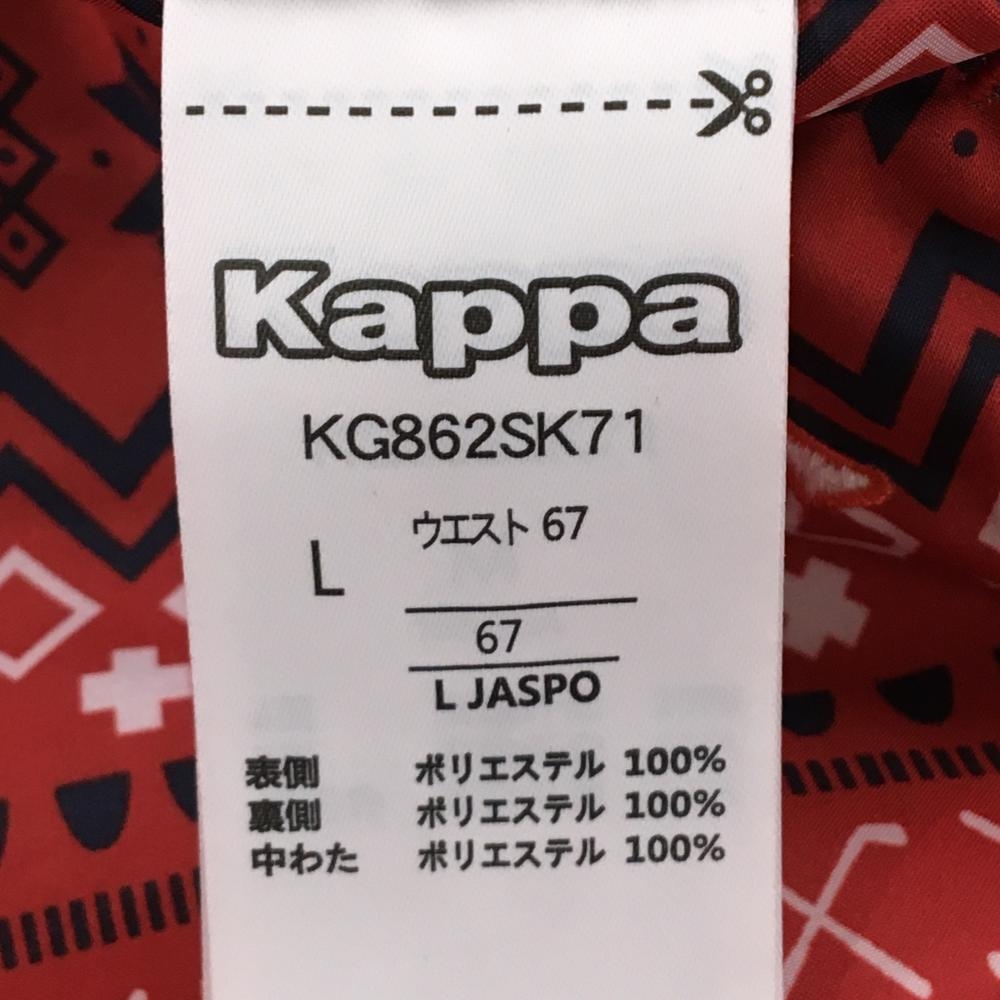 Kappa
KG862SK71
ウエスト 67
L
67
L JASPO
表側 ポリエステル 100%
裏側 ポリエステル 100%
中わた ポリエステル 100%